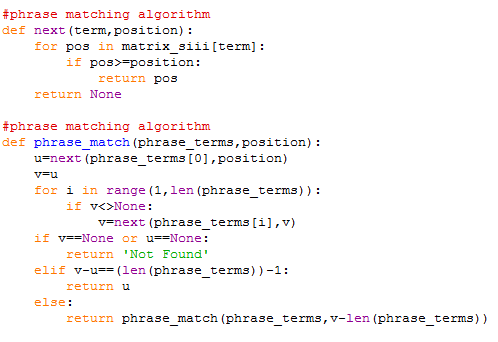 #phrase matching algorithm
def next(term,position):
    for pos in matrix_siii[term]:
        if pos>=position:
            return pos
    return None

#phrase matching algorithm
def phrase_match(phrase_terms,position):
    u=next(phrase_terms[0],position)
    v=u
    for i in range(1,len(phrase_terms)):
        if v<>None:
            v=next(phrase_terms[i],v)
    if v==None or u==None:
        return 'Not Found'
    elif v-u==(len(phrase_terms))-1:
        return u
    else:
        return phrase_match(phrase_terms,v-len(phrase_terms))